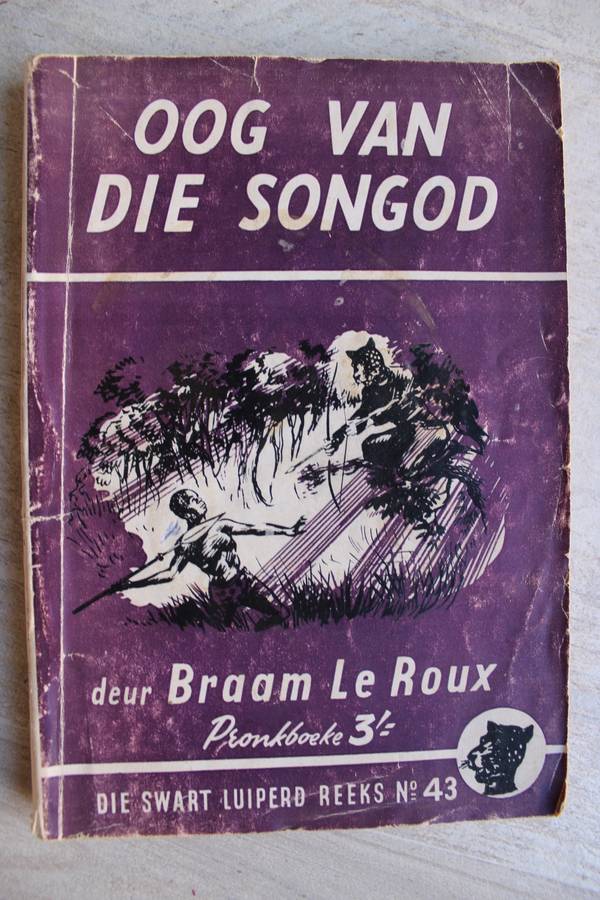 OOG VAN
DIE SONGOD
deur Braam Le Roux
Pronkboeke 3/-
DIE SWART LUIPERD REEKS Nº 43